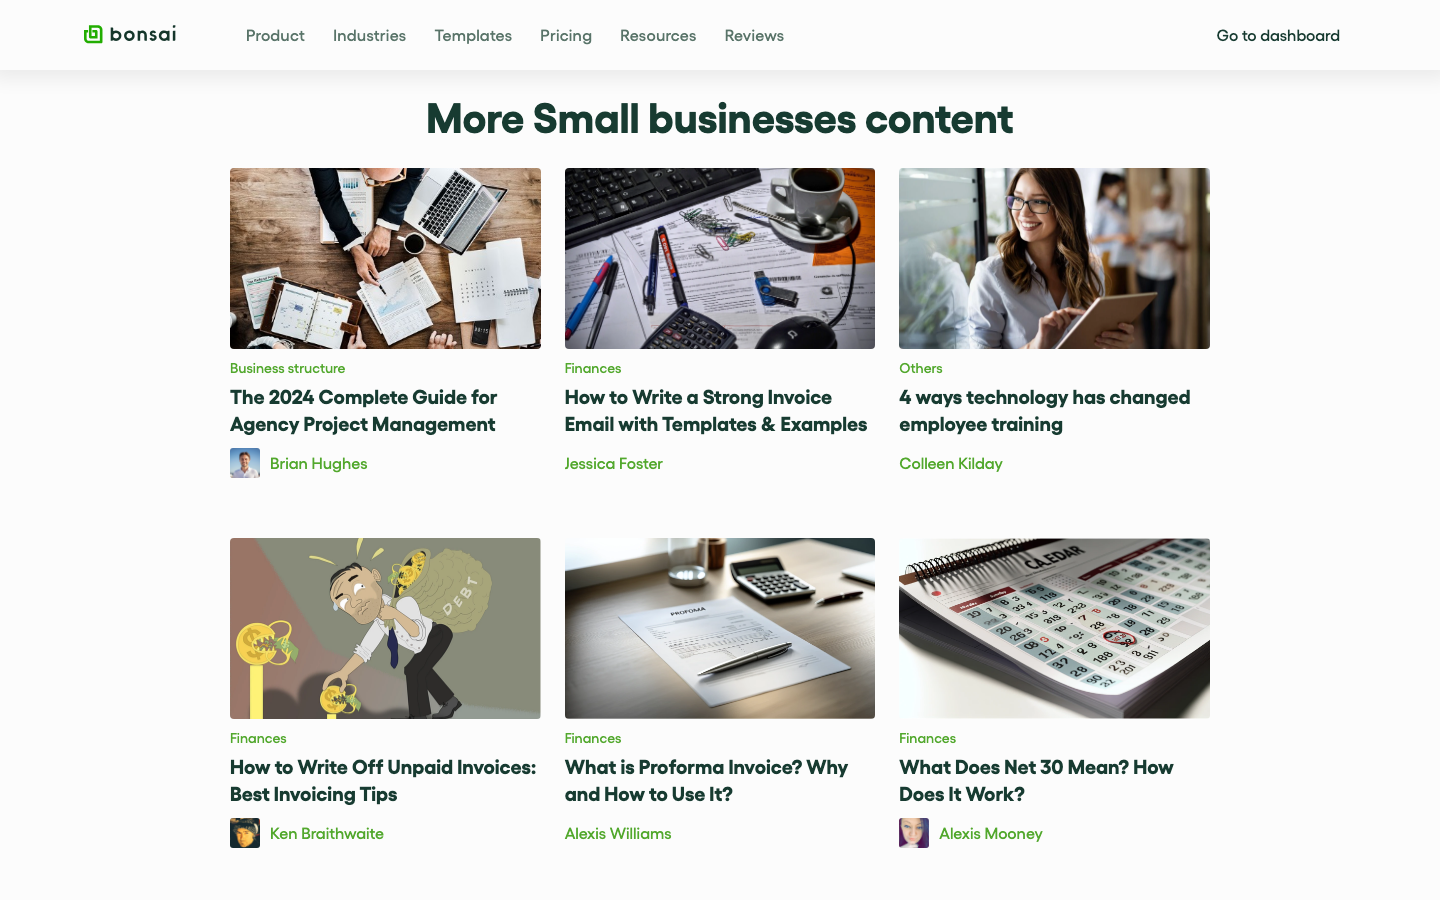 bonsai
Product
Industries
Templates
Pricing
Resources
Reviews
Go to dashboard
More Small businesses content
Business structure
The 2024 Complete Guide for
Agency Project Management
Brian Hughes
Finances
How to Write a Strong Invoice
Email with Templates & Examples
Jessica Foster
Others
4 ways technology has changed
employee training
Colleen Kilday
DEBT
Finances
How to Write Off Unpaid Invoices:
Best Invoicing Tips
Ken Braithwaite
PROFOMA
Finances
What is Proforma Invoice? Why
and How to Use It?
Alexis Williams
CALEDAR
Finances
What Does Net 30 Mean? How
Does It Work?
Alexis Mooney